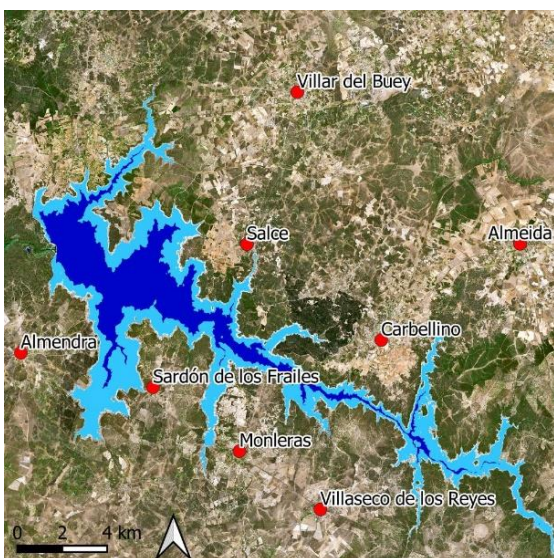 Villar del Buey
Salce
Almeida
Carbellino
Almendra
Sardón de los Frailes
Monleras
Villaseco de los Reyes
0 2 4 km